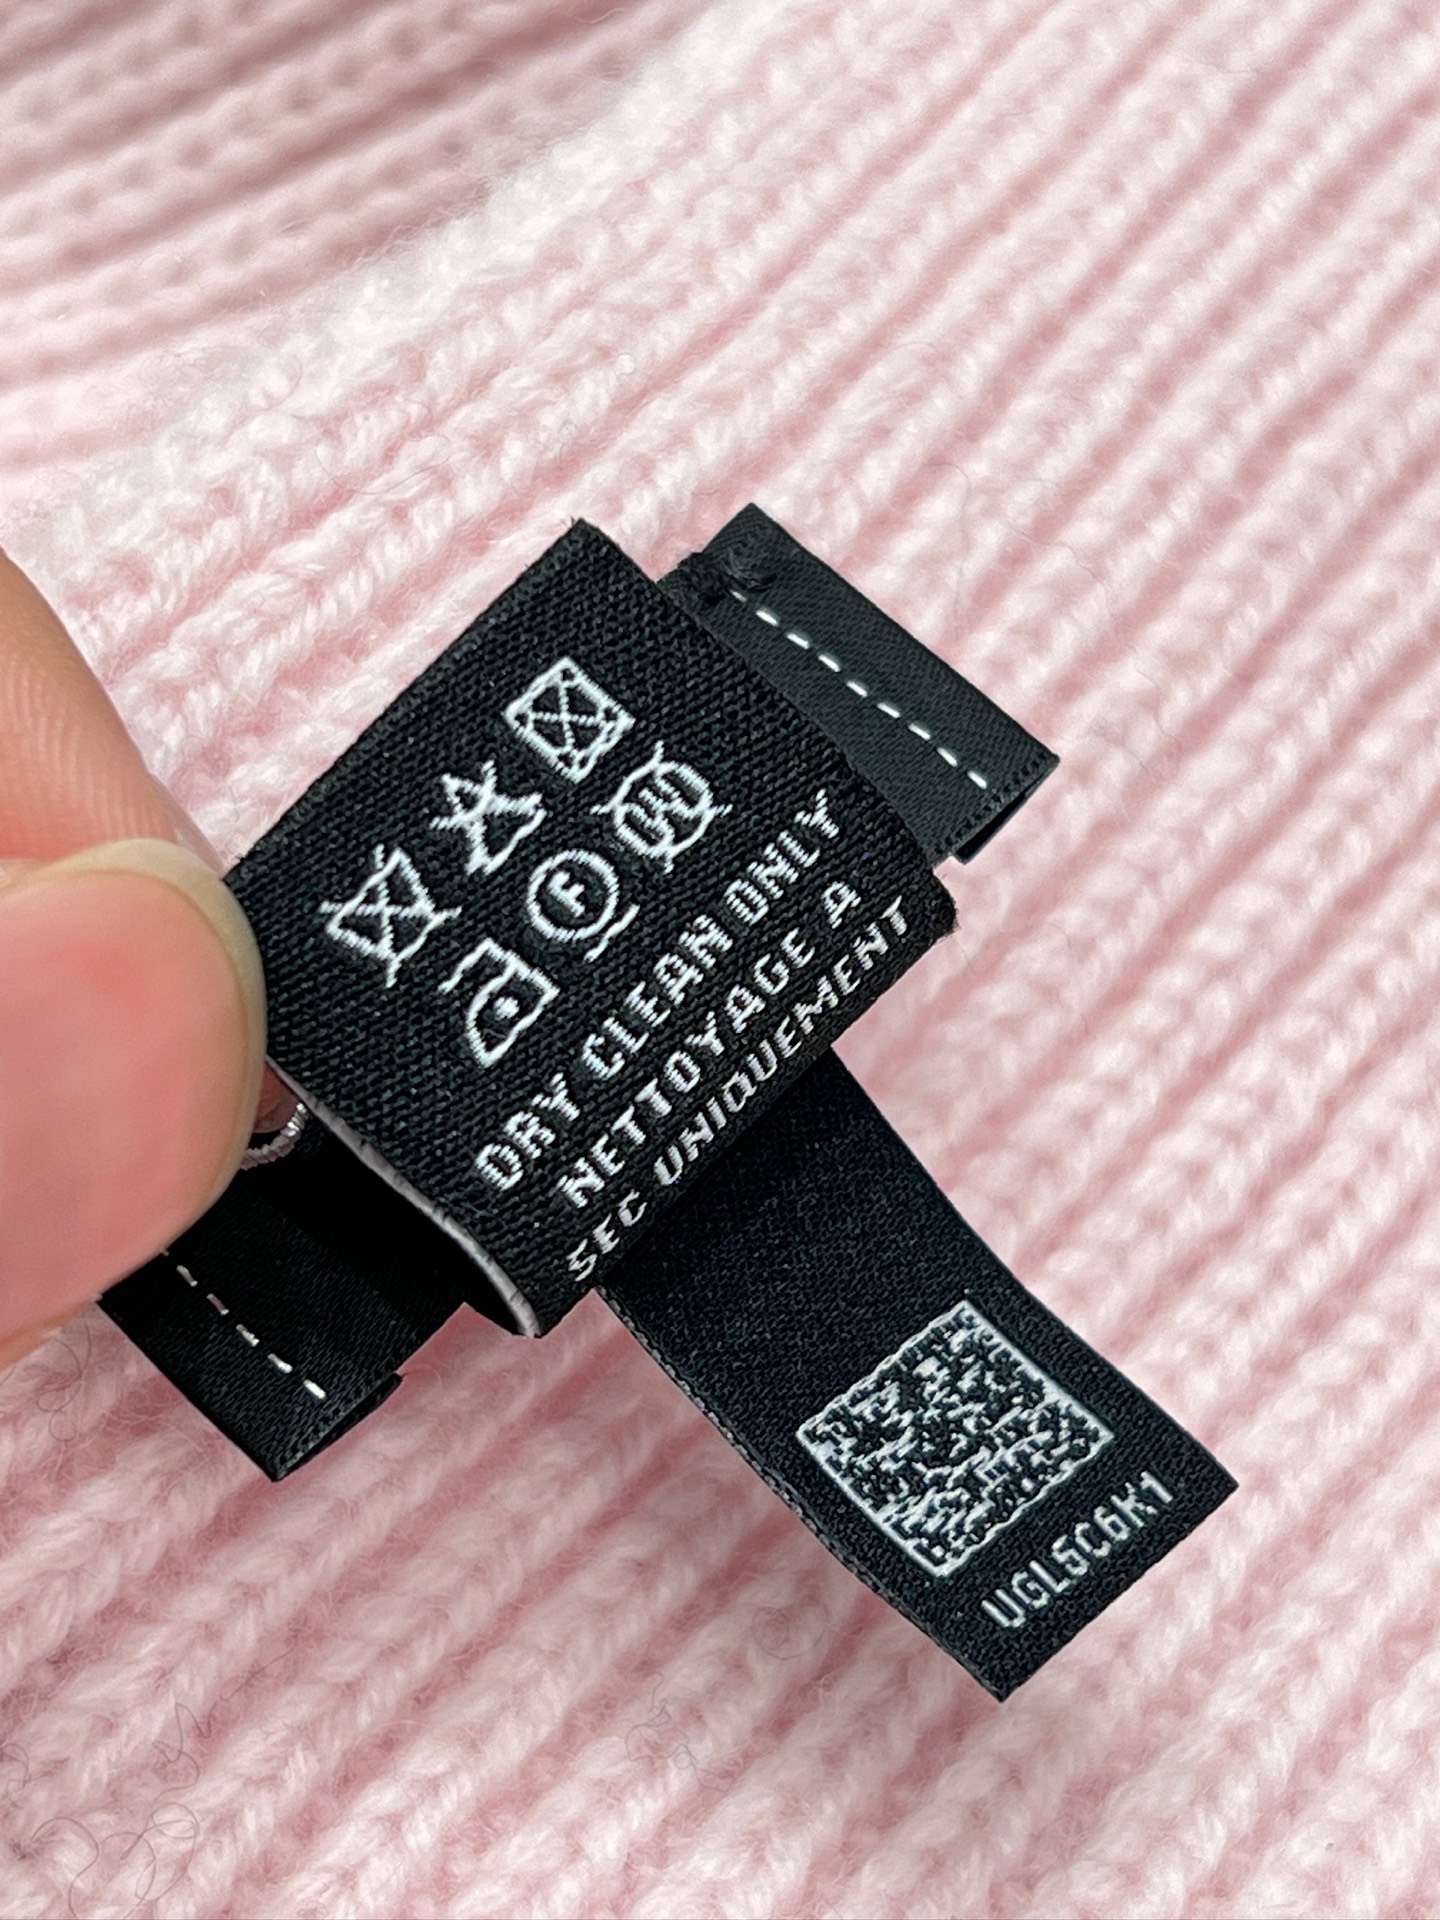 F
W
DRY CLEAN ONLY
NETTOYAGE A
SEC UNIQUEMENT
UGL5C6K1